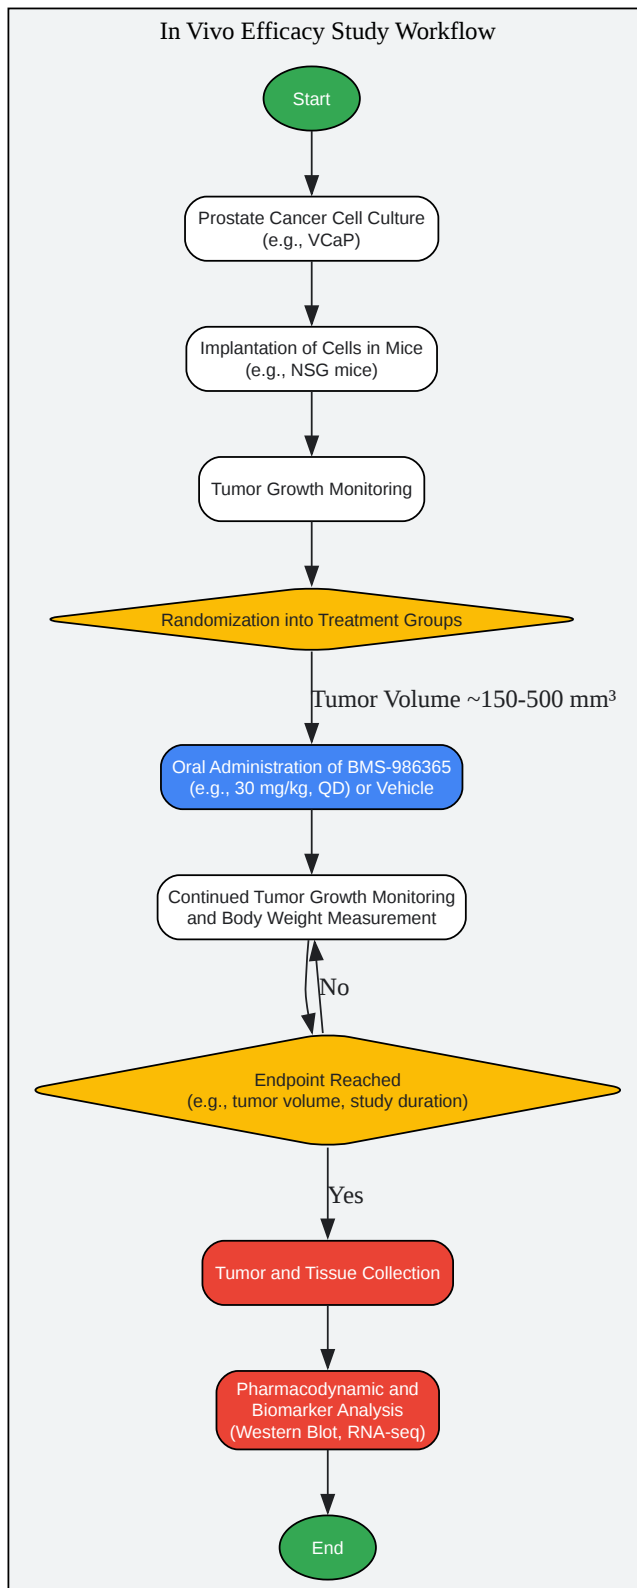 In Vivo Efficacy Study Workflow
Start
Prostate Cancer Cell Culture
(e.g., VCaP)
Implantation of Cells in Mice
(e.g., NSG mice)
Tumor Growth Monitoring
Randomization into Treatment Groups
Tumor Volume ~150-500 mm³
Oral Administration of BMS-986365
(e.g., 30 mg/kg, QD) or Vehicle
Continued Tumor Growth Monitoring
and Body Weight Measurement
No
Endpoint Reached
(e.g., tumor volume, study duration)
Yes
Tumor and Tissue Collection
Pharmacodynamic and
Biomarker Analysis
(Western Blot, RNA-seq)
End